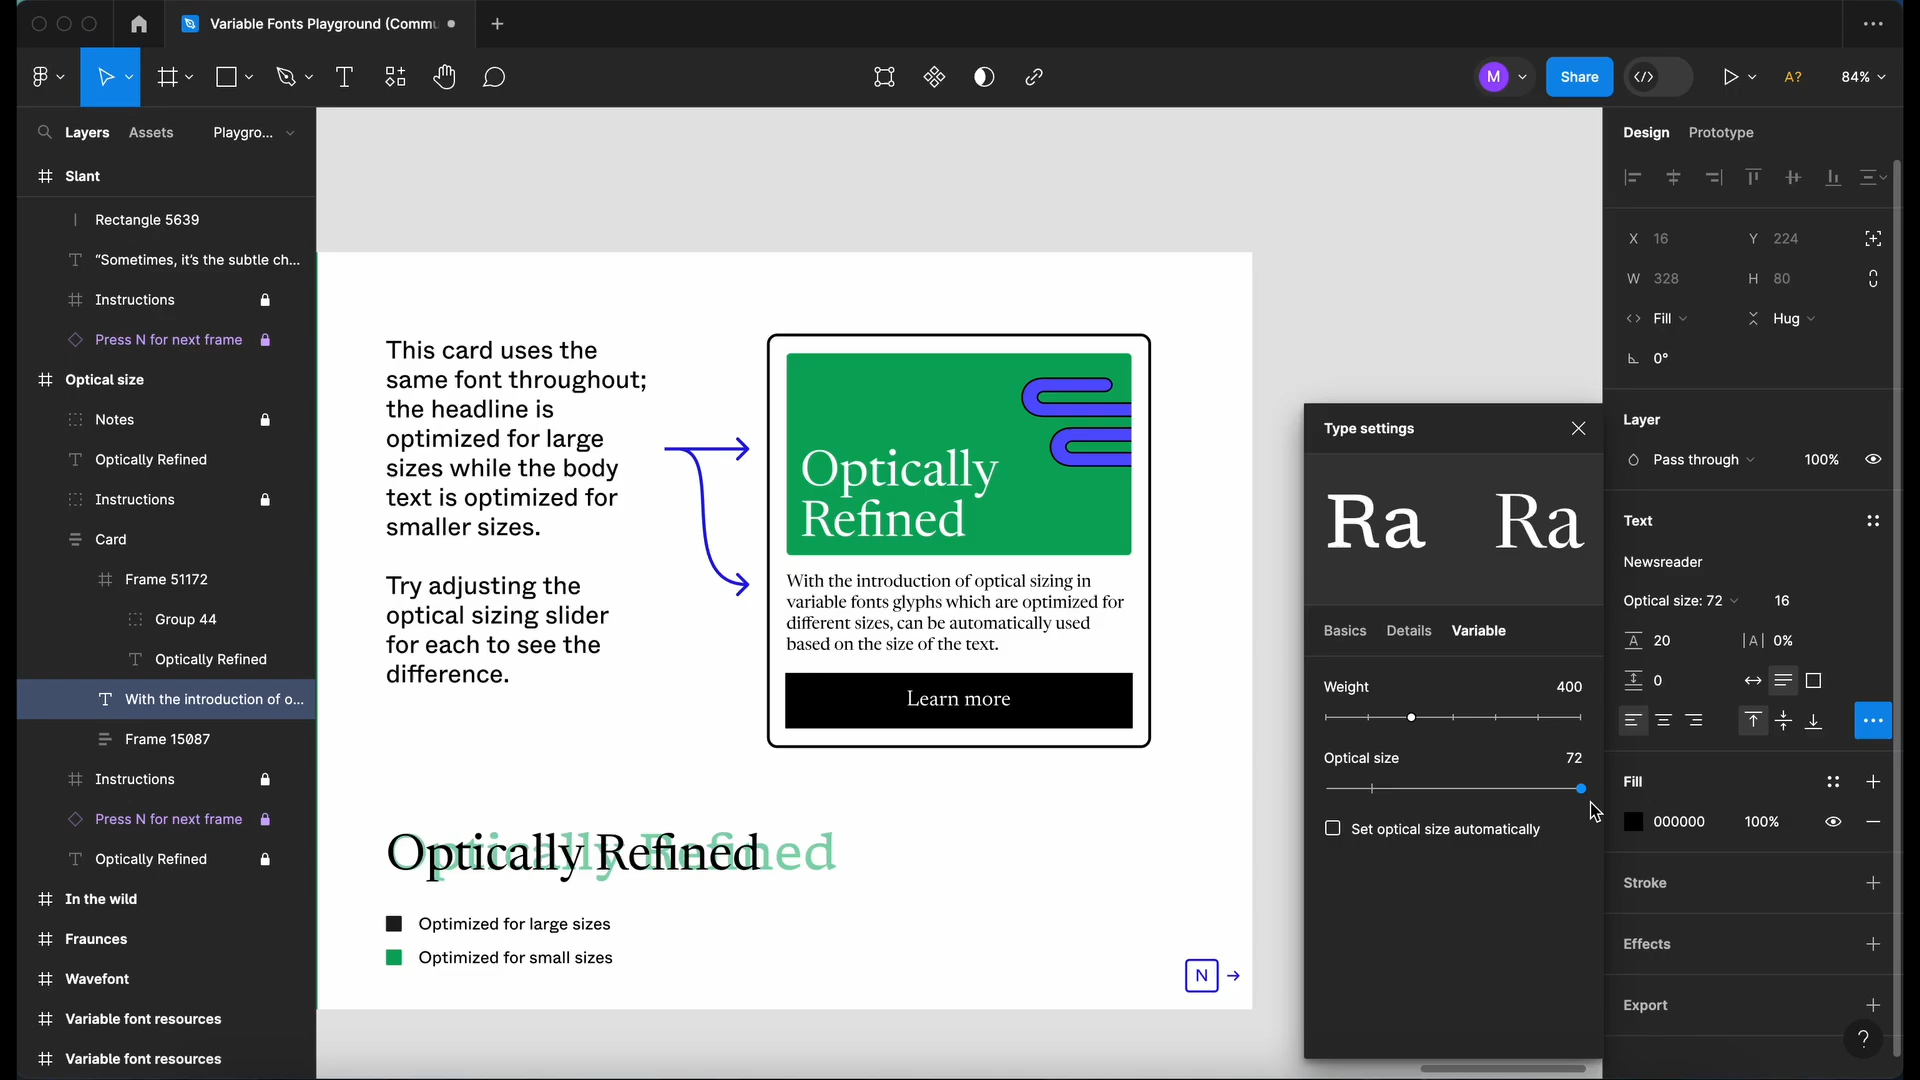 Variable Fonts Playground (Commu
M
Share
A?
84%
Layers
Assets
Playgro...
Slant
Rectangle 5639
“Sometimes, it’s the subtle ch...
Instructions
Press N for next frame
Optical size
Notes
Optically Refined
Instructions
Card
Frame 51172
Group 44
Optically Refined
With the introduction of o...
Frame 15087
Instructions
Press N for next frame
Optically Refined
In the wild
Fraunces
Wavefont
Variable font resources
Variable font resources
This card uses the
same font throughout;
the headline is
optimized for large
sizes while the body
text is optimized for
smaller sizes.
Try adjusting the
optical sizing slider
for each to see the
difference.
Optically
Refined
With the introduction of optical sizing in
variable fonts glyphs which are optimized for
different sizes, can be automatically used
based on the size of the text.
Learn more
Optically Refined
Optically Refined
Optimized for large sizes
Optimized for small sizes
N
Type settings
Ra Ra
Basics Details Variable
Weight 400
Optical size 72
Set optical size automatically
Design Prototype
X 16 Y 224
W 328 H 80
Fill Hug
0°
Layer
Pass through 100%
Text
Newsreader
Optical size: 72 16
A 20 |A| 0%
0
Fill
000000 100%
Stroke
Effects
Export
?